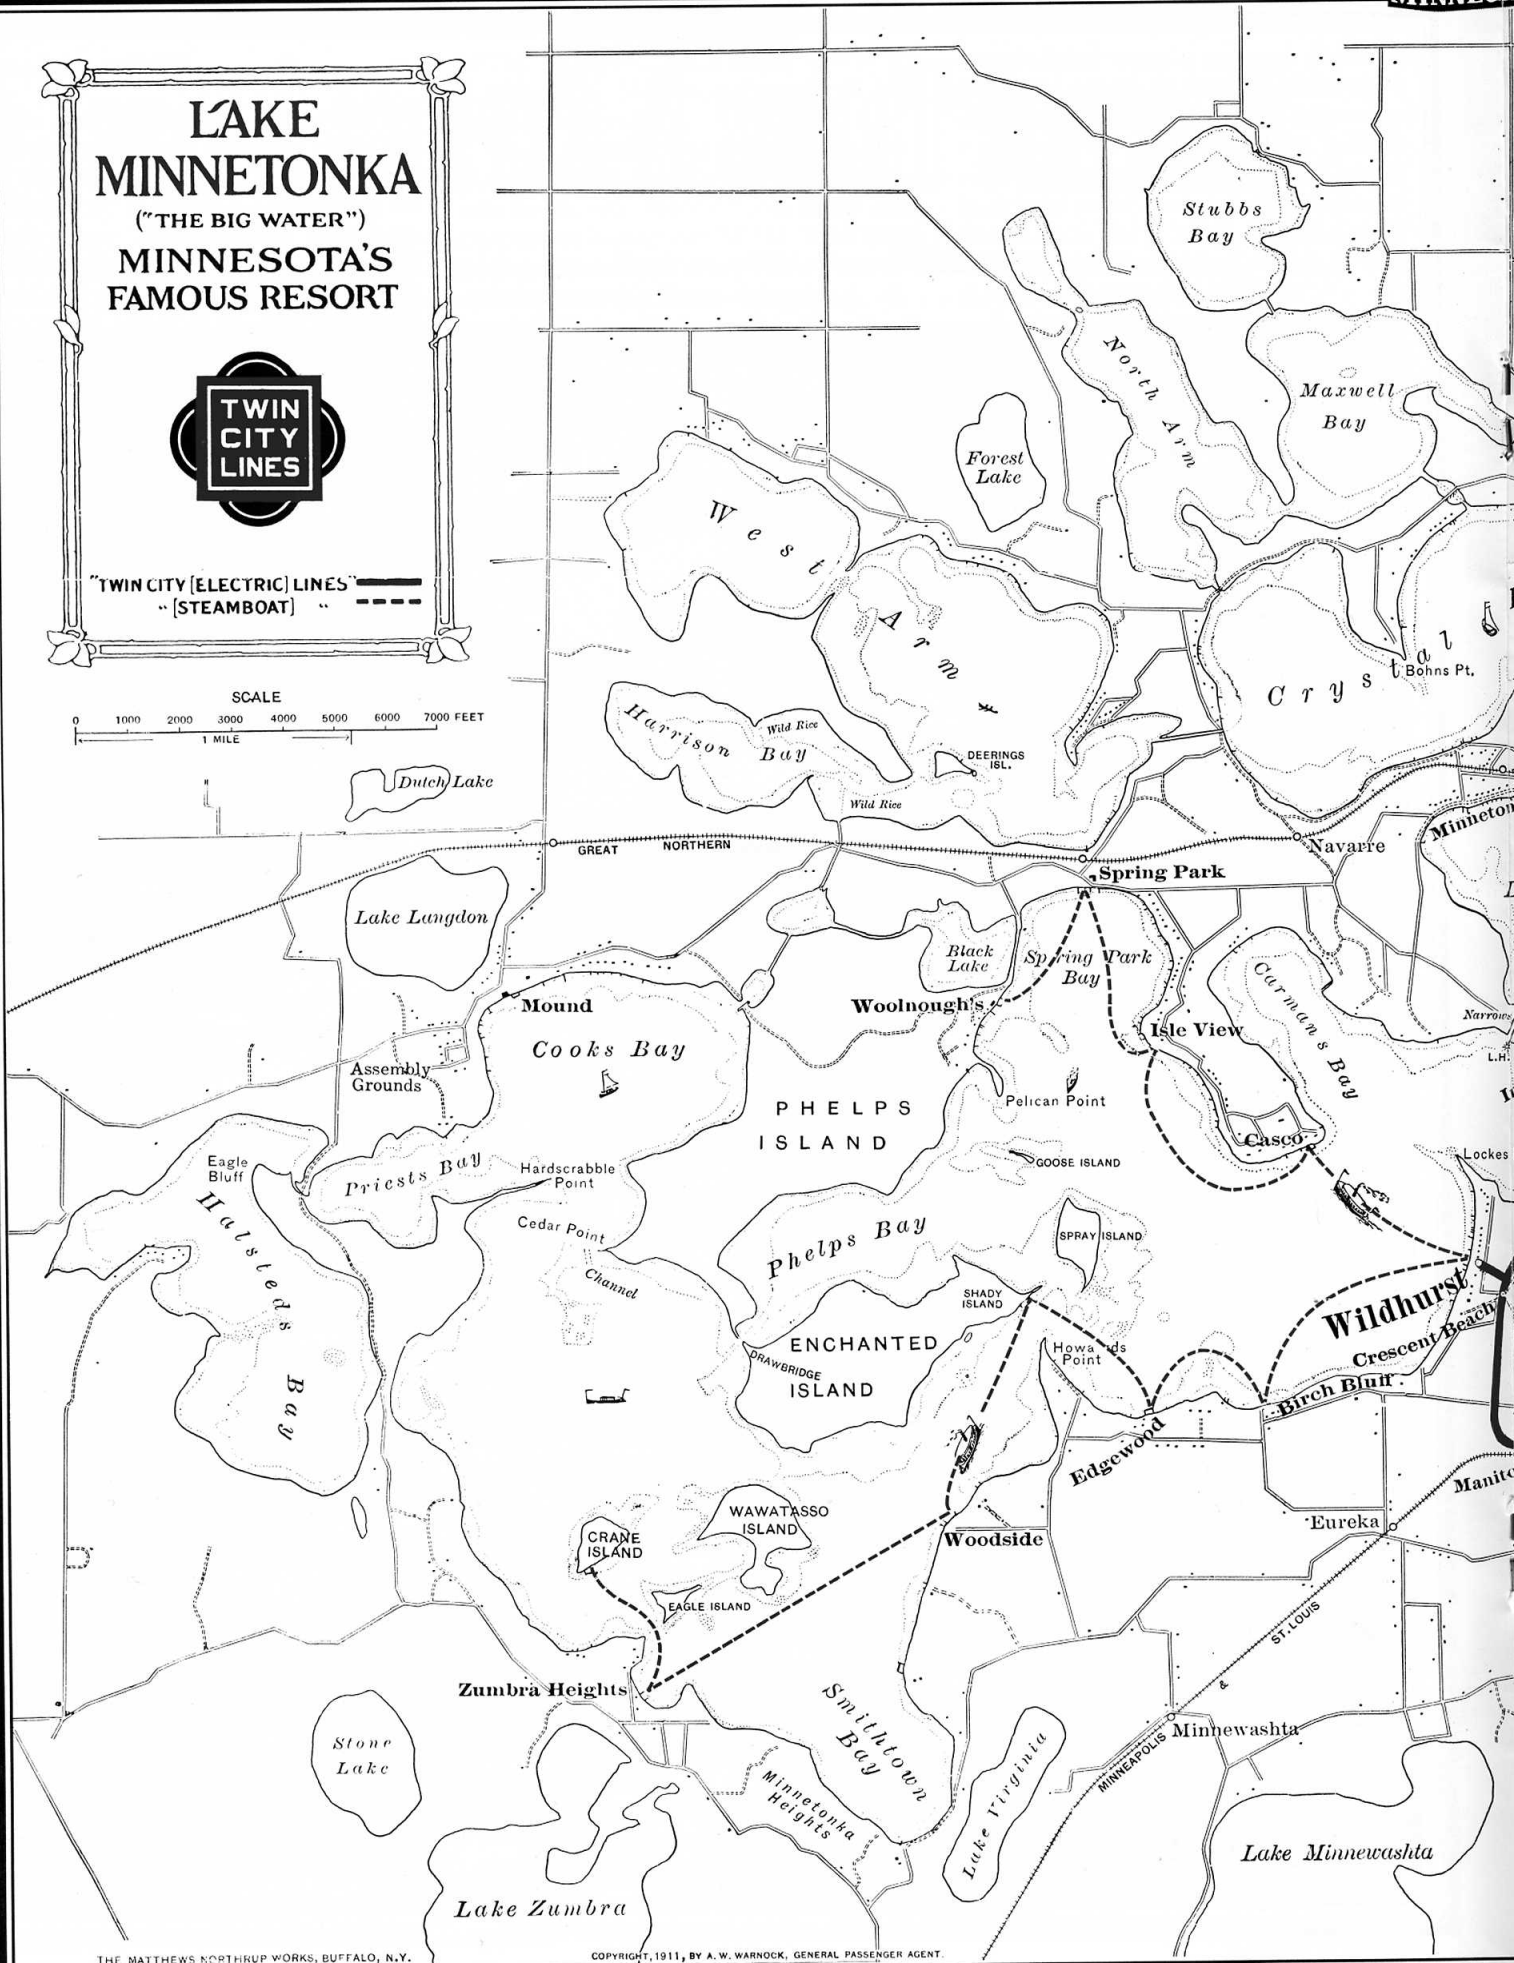 LAKE
MINNETONKA
("THE BIG WATER")
MINNESOTA'S
FAMOUS RESORT
TWIN
CITY
LINES
"TWIN CITY [ELECTRIC] LINES"
" [STEAMBOAT] "
SCALE
0 1000 2000 3000 4000 5000 6000 7000 FEET
1 MILE
Stubbs
Bay
North Arm
Maxwell
Bay
Forest
Lake
West
Arm
Crystal
Bohns Pt.
Harrison Bay
Wild Rice
DEERINGS
ISL.
Wild Rice
Dutch Lake
GREAT NORTHERN
Navarre
Spring Park
Lake Langdon
Black
Lake
Spring Park
Bay
Carmans Bay
Mound
Woolnough's
Isle View
Narrows
L.H.
Cooks Bay
Assembly
Grounds
Pelican Point
PHELPS
ISLAND
Casco
Lockes
GOOSE ISLAND
Eagle
Bluff
Priests Bay
Hardscrabble
Point
Halsteds
Bay
Cedar Point
Phelps Bay
SPRAY ISLAND
Channel
SHADY
ISLAND
Wildhurst
Crescent Beach
ENCHANTED
ISLAND
DRAWBRIDGE
Howards
Point
Birch Bluff
Edgewood
WAWATASSO
ISLAND
CRANE
ISLAND
Woodside
Eureka
EAGLE ISLAND
ST. LOUIS
&
MINNEAPOLIS
Zumbra Heights
Smithtown
Bay
Minnewashta
Stone
Lake
Minnetonka
Heights
Lake Virginia
Lake Minnewashta
Lake Zumbra
THE MATTHEWS NORTHRUP WORKS, BUFFALO, N.Y.
COPYRIGHT, 1911, BY A. W. WARNOCK, GENERAL PASSENGER AGENT.